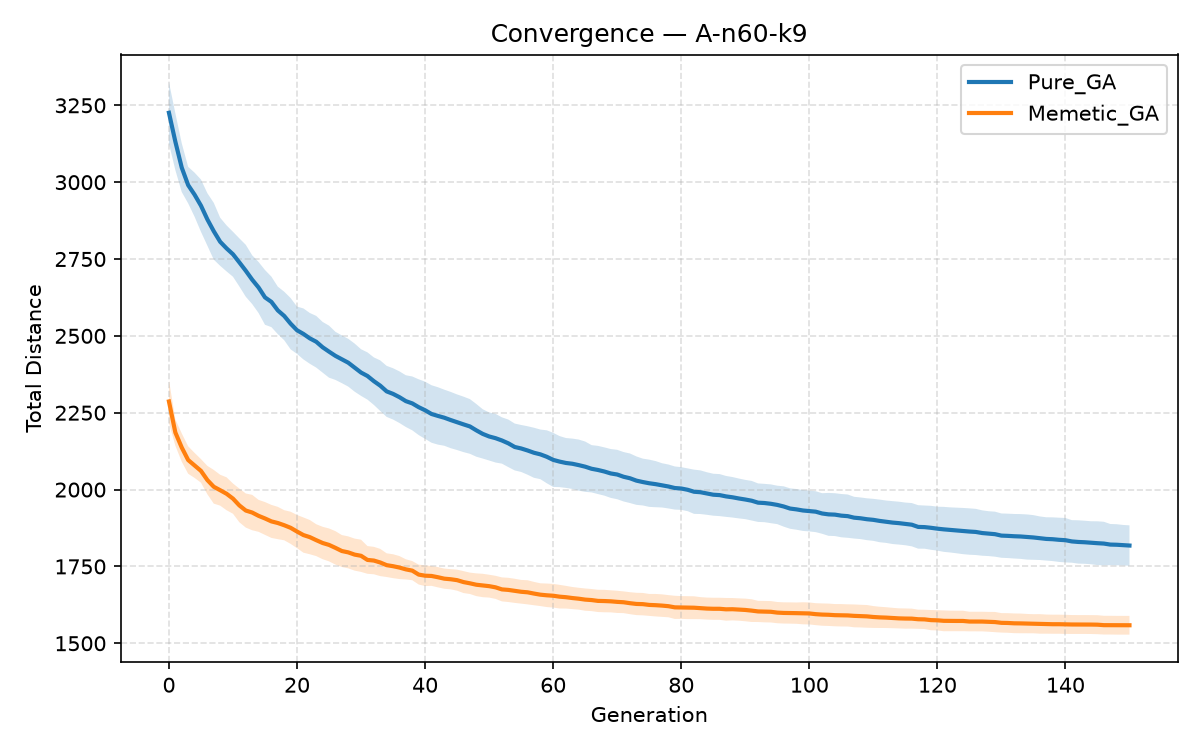 Convergence — A-n60-k9
Pure_GA
Memetic_GA
Total Distance
3250
3000
2750
2500
2250
2000
1750
1500
0 20 40 60 80 100 120 140
Generation